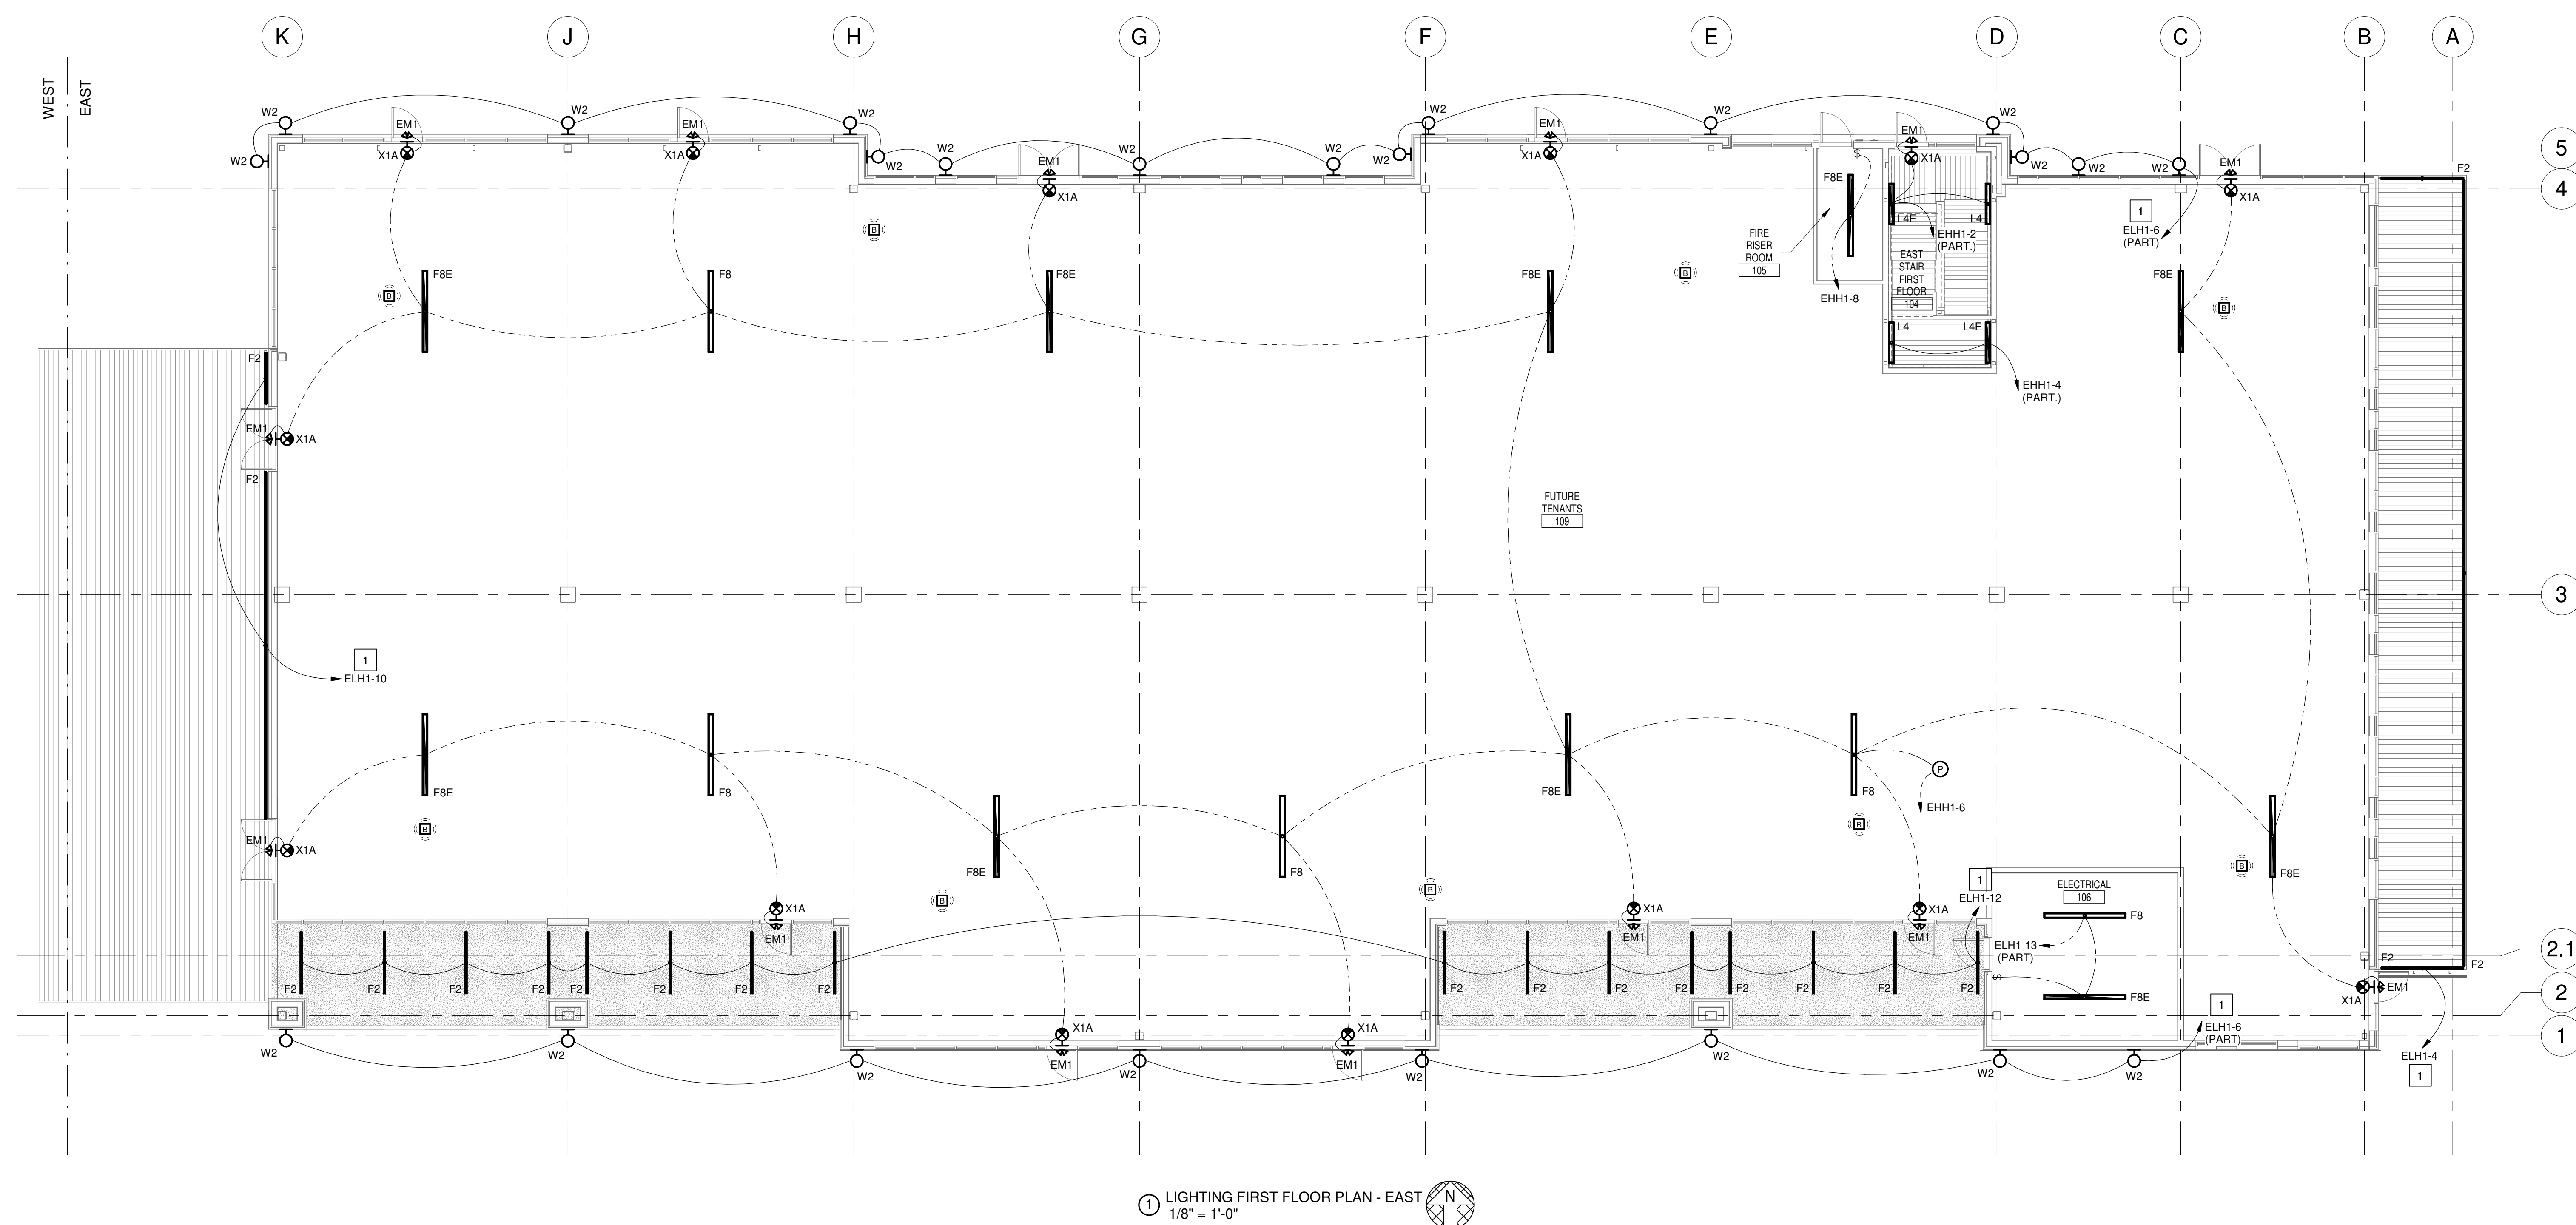 K J H G F E D C B A
WEST
EAST
W2 W2 W2 W2 W2 W2
EM1 EM1 EM1
W2 X1A X1A W2 W2 W2 W2 W2 X1A X1A W2 W2 EM1 F2
5
EM1
X1A F8E X1A
4
B L4E L4 1
FIRE
RISER
ROOM
105
EHH1-2
(PART.)
ELH1-6
(PART)
EAST
STAIR
FIRST
FLOOR
104
F8E F8 F8E F8E B F8E
B EHH1-8 B
L4 L4E
F2
EHH1-4
(PART.)
EM1 X1A
F2
FUTURE
TENANTS
109
3
1
ELH1-10
F8E F8 F8E F8 P
EHH1-6
B B
EM1 X1A
F8E F8 B F8E
B B
1
ELECTRICAL
106
ELH1-12
X1A X1A X1A
F8
EM1 EM1 EM1
ELH1-13
(PART)
2.1
F2 F2
F2 F2 F2 F2 F2 F2 F2 F2 F2 F2 F2 F2 F2 F2 F2 F2
F8E
X1A EM1
2
1
X1A X1A
ELH1-6
(PART)
1
W2 W2 W2 W2
EM1 EM1
W2 W2 W2 W2 W2
ELH1-4
1
1 LIGHTING FIRST FLOOR PLAN - EAST N
1/8" = 1'-0"